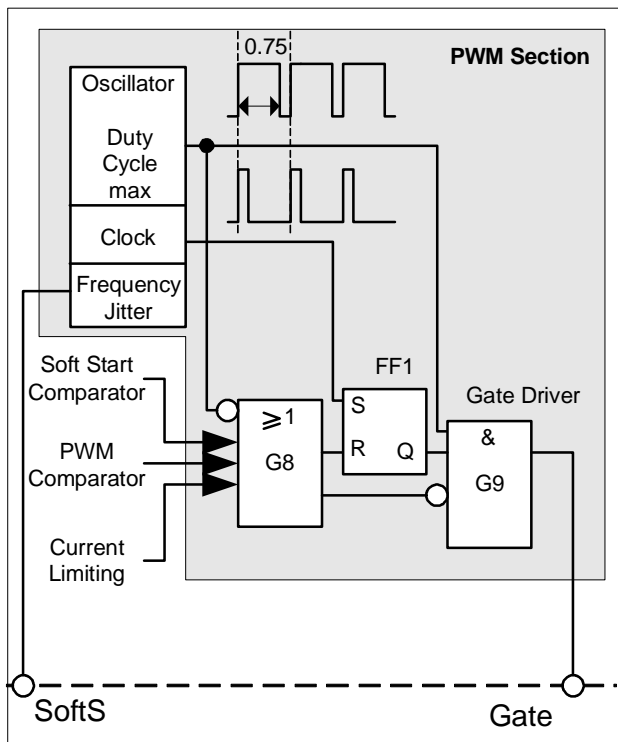 0.75
PWM Section
Oscillator
Duty
Cycle
max
Clock
Frequency
Jitter
Soft Start
Comparator
PWM
Comparator
Current
Limiting
FF1
Gate Driver
S
R
Q
≥1
G8
&
G9
SoftS
Gate